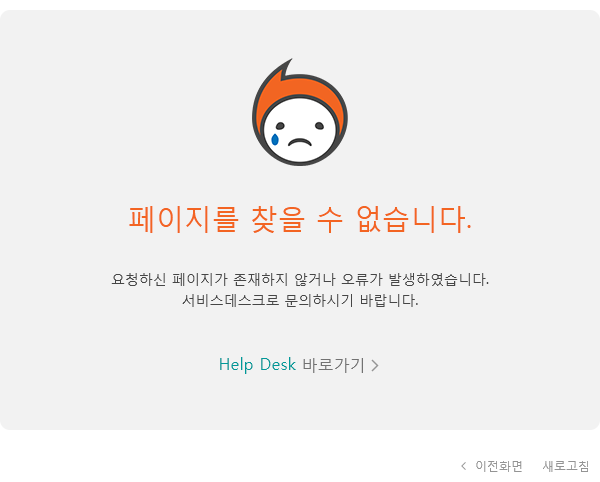 페이지를 찾을 수 없습니다.
요청하신 페이지가 존재하지 않거나 오류가 발생하였습니다.
서비스데스크로 문의하시기 바랍니다.
Help Desk 바로가기 >
< 이전화면 새로고침